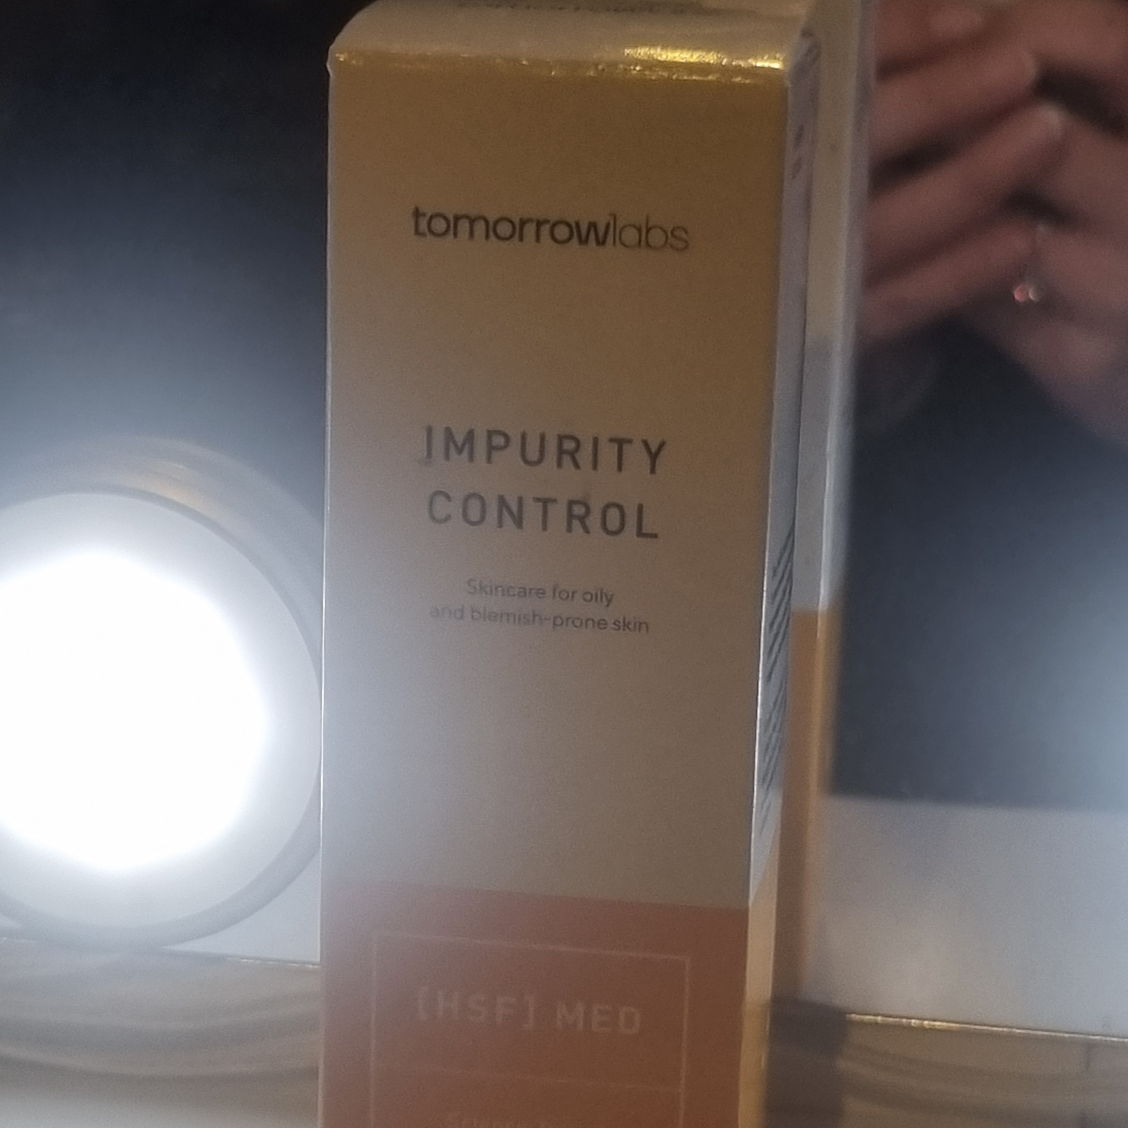 tomorrowlabs
IMPURITY
CONTROL
Skincare for oily
and blemish-prone skin
[HSF] MED